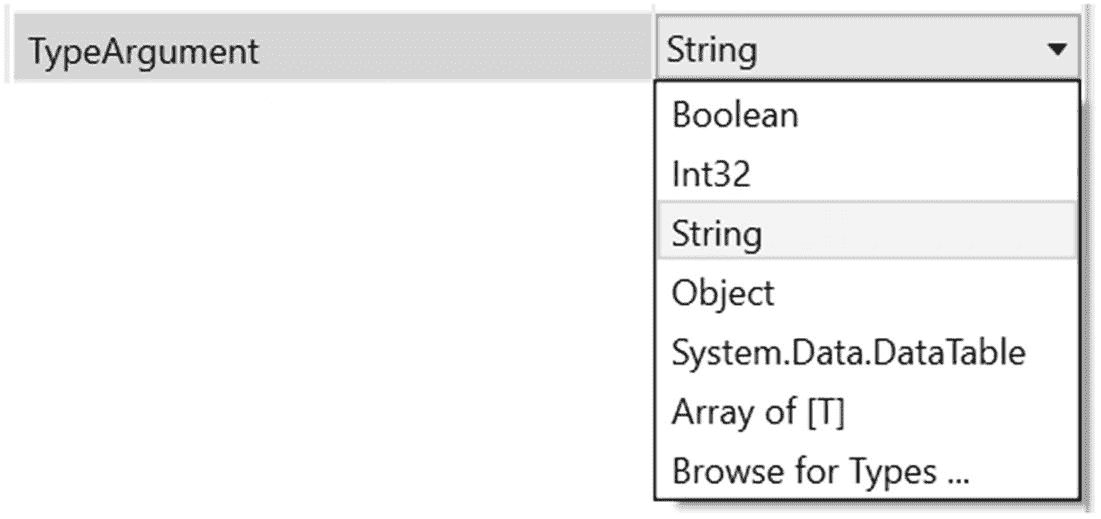 TypeArgument
String
Boolean
Int32
String
Object
System.Data.DataTable
Array of [T]
Browse for Types ...